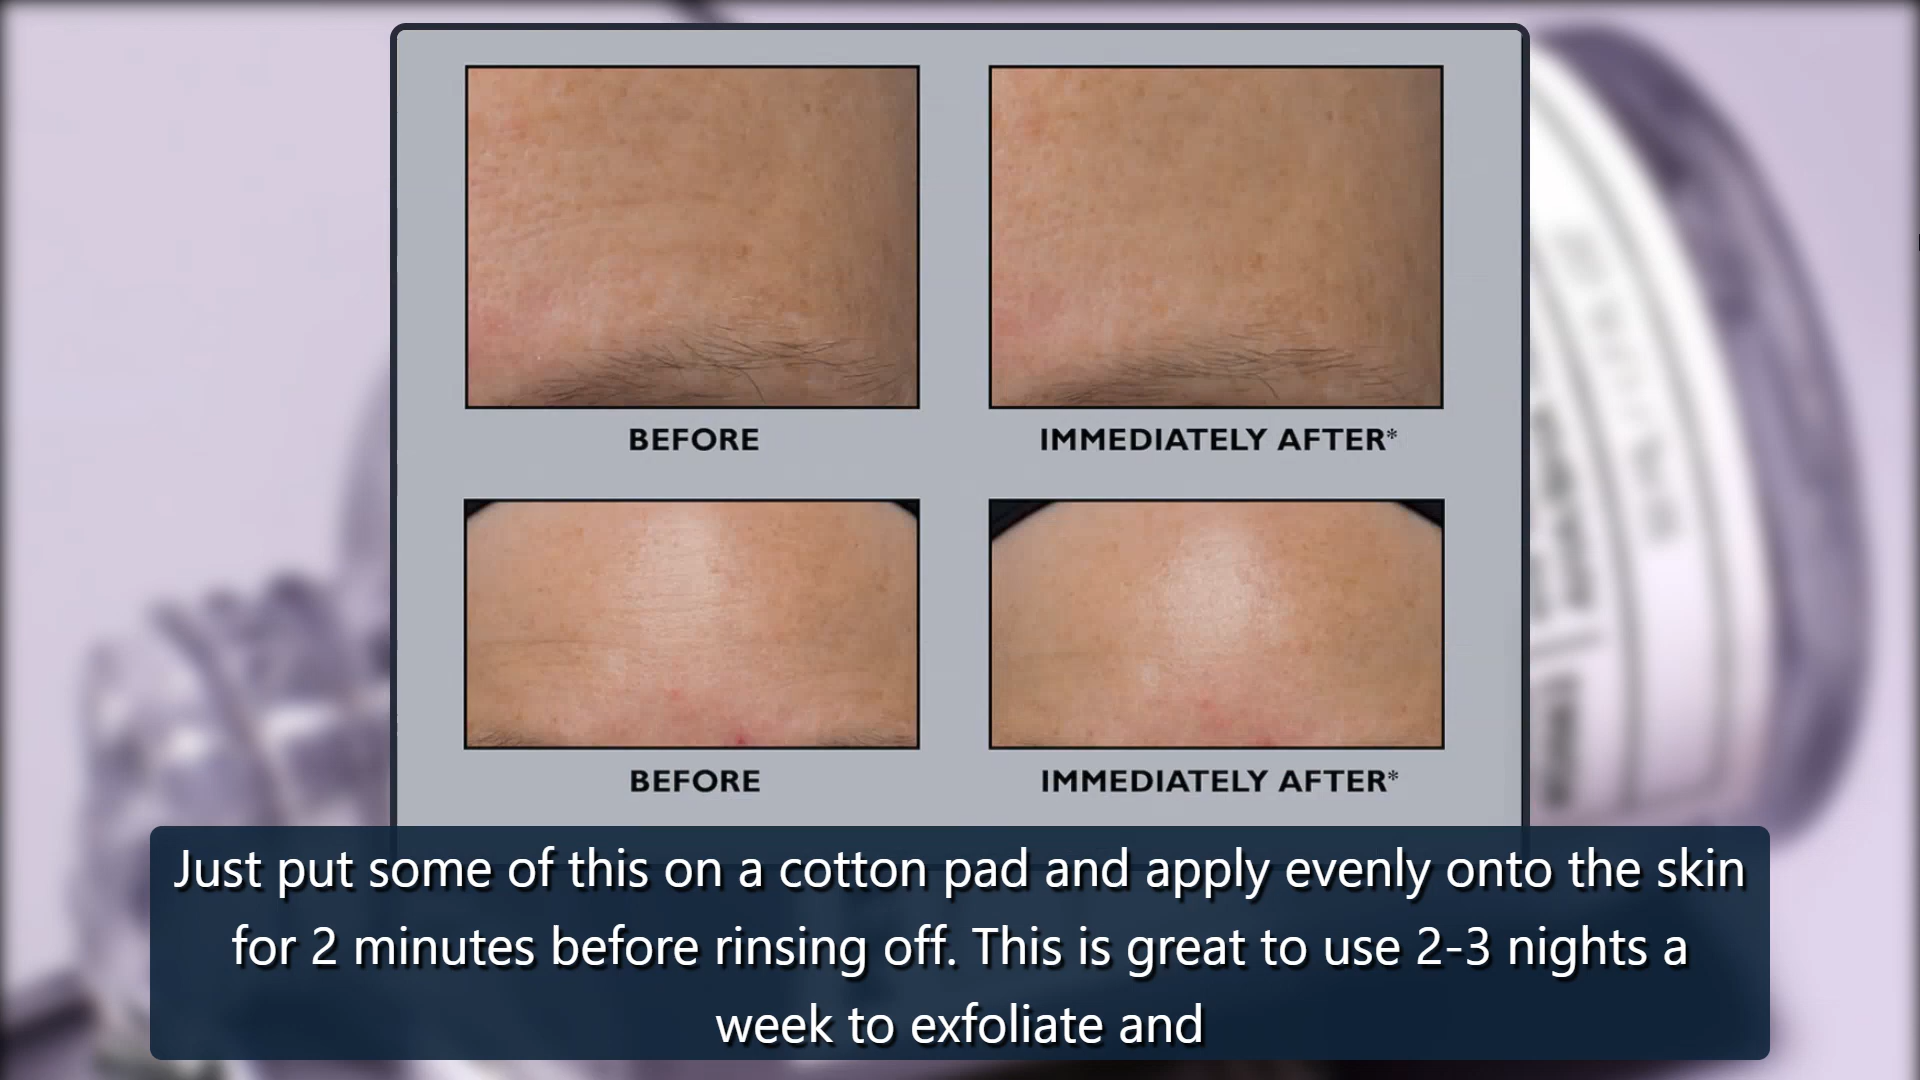 BEFORE
IMMEDIATELY AFTER*
BEFORE
IMMEDIATELY AFTER*
Just put some of this on a cotton pad and apply evenly onto the skin
for 2 minutes before rinsing off. This is great to use 2-3 nights a
week to exfoliate and